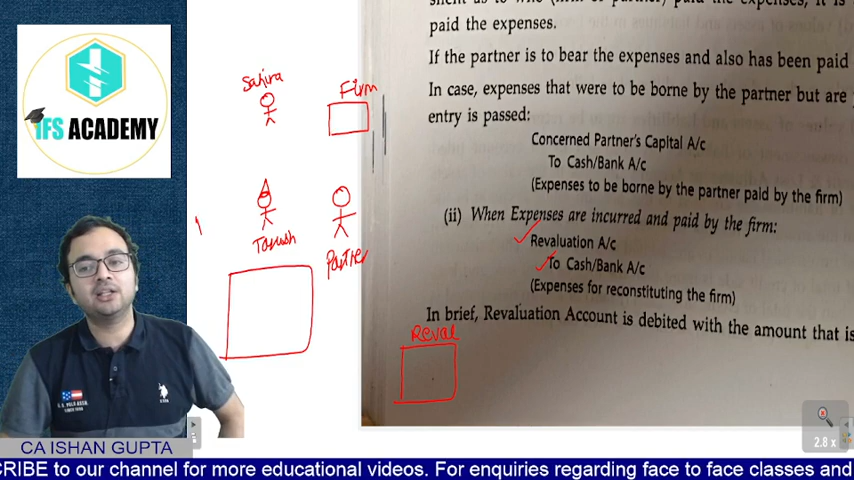 IFS ACADEMY
Sahira
Firm
Tarush
Partner
paid the expenses.
If the partner is to bear the expenses and also has been paid
In case, expenses that were to be borne by the partner but are
entry is passed:
Concerned Partner's Capital A/c
To Cash/Bank A/c
(Expenses to be borne by the partner paid by the firm)
(ii) When Expenses are incurred and paid by the firm:
Revaluation A/c
To Cash/Bank A/c
(Expenses for reconstituting the firm)
In brief, Revaluation Account is debited with the amount that is
Reval
2.8 x
CA ISHAN GUPTA
CRIBE to our channel for more educational videos. For enquiries regarding face to face classes and